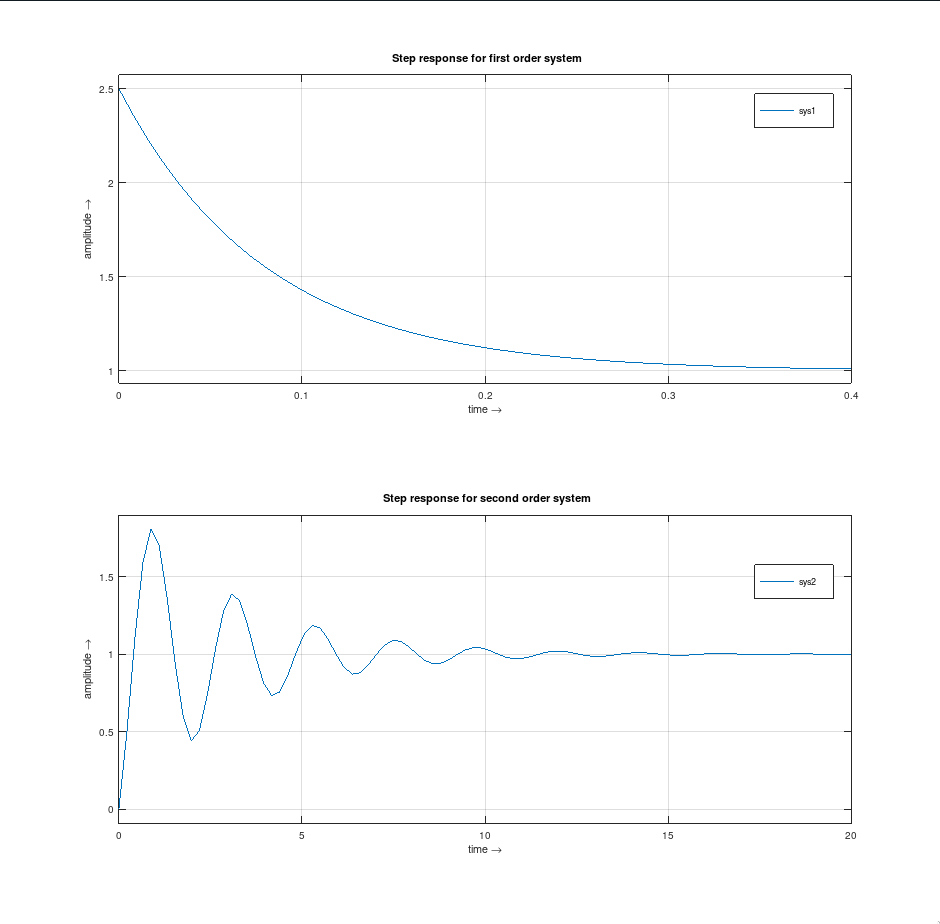 Step response for first order system
2.5
2
1.5
1
amplitude →
sys1
0 0.1 0.2 0.3 0.4
time →
Step response for second order system
1.5
1
0.5
0
amplitude →
sys2
0 5 10 15 20
time →